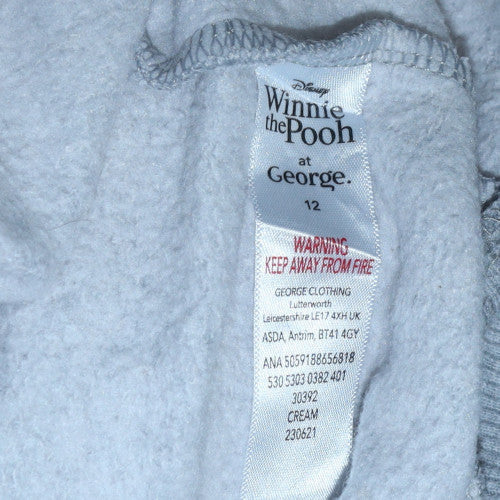 Disney
Winnie
the Pooh
at
George.
12
WARNING
KEEP AWAY FROM FIRE
GEORGE CLOTHING
Lutterworth
Leicestershire LE17 4XH UK
ASDA, Antrim, BT41 4GY
ANA 5059188656818
530 5303 0382 401
30392
CREAM
230621